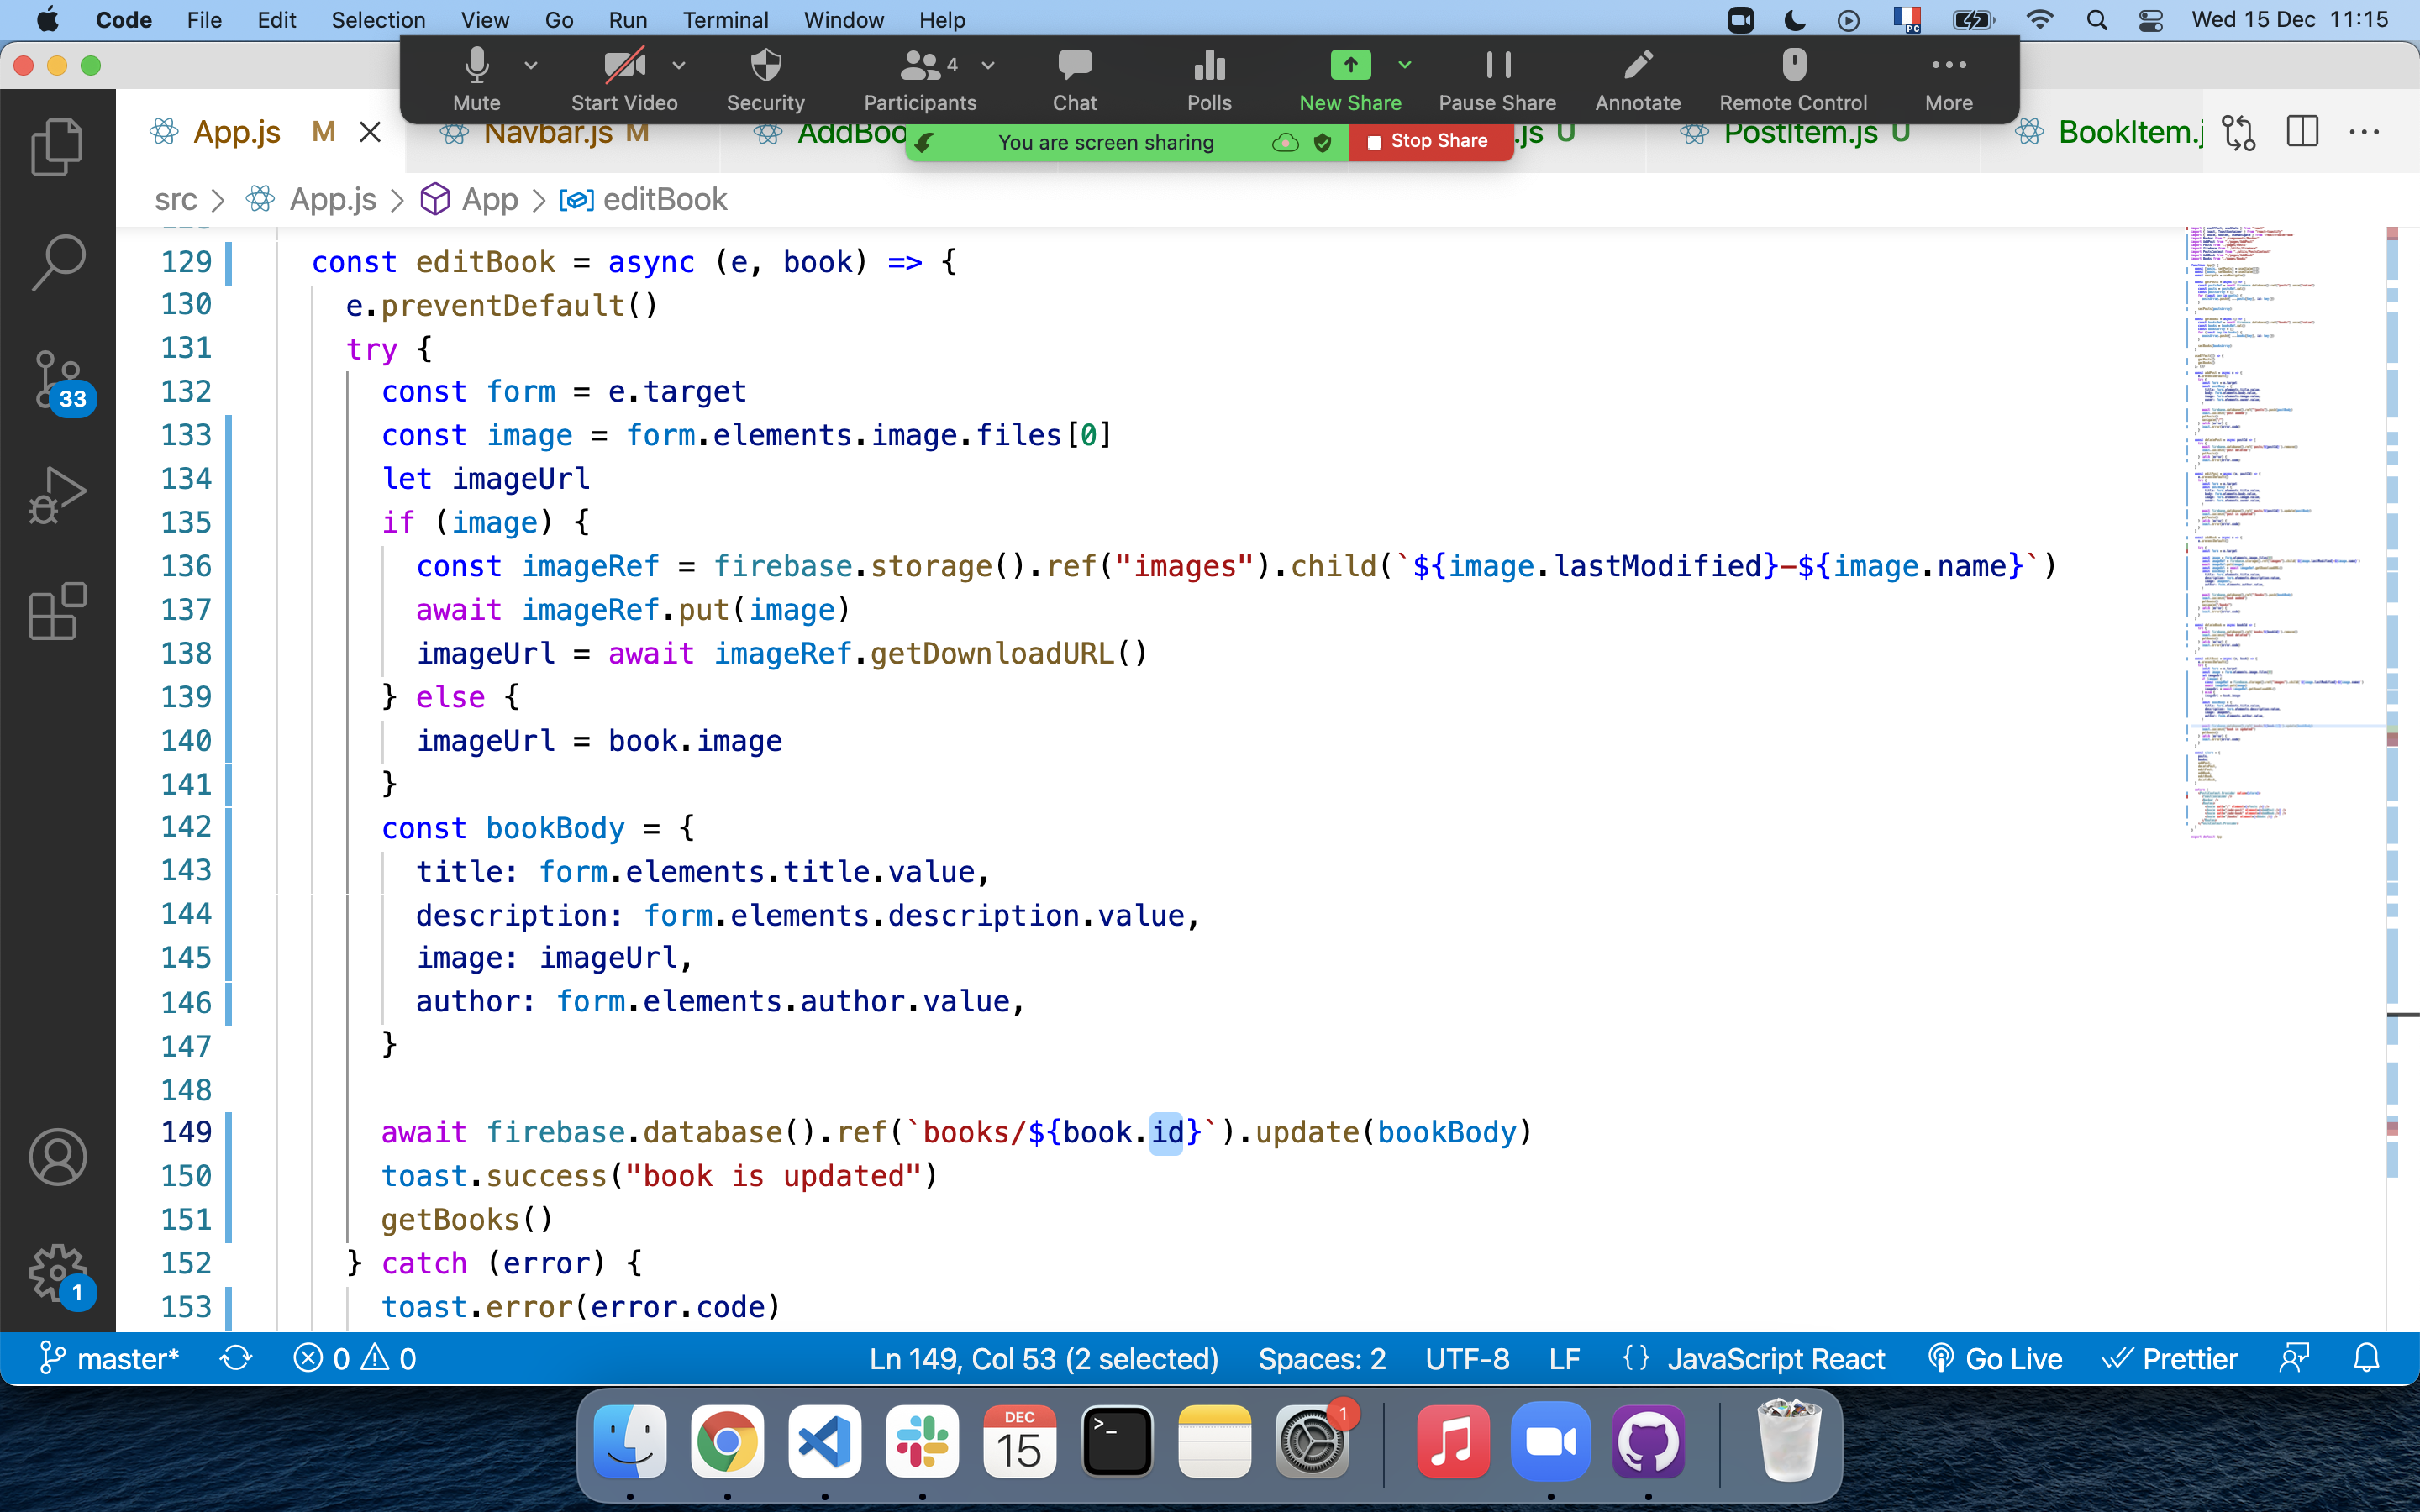 Code File Edit Selection View Go Run Terminal Window Help PC Wed 15 Dec 11:15
Mute Start Video Security 4 Participants Chat Polls New Share Pause Share Annotate Remote Control More
You are screen sharing Stop Share
App.js M Navbar.js M AddBoo .js U PostItem.js U BookItem.j
src > App.js > App > editBook
129 const editBook = async (e, book) => {
130 e.preventDefault()
131 try {
132 const form = e.target
133 const image = form.elements.image.files[0]
134 let imageUrl
135 if (image) {
136 const imageRef = firebase.storage().ref("images").child(`${image.lastModified}-${image.name}`)
137 await imageRef.put(image)
138 imageUrl = await imageRef.getDownloadURL()
139 } else {
140 imageUrl = book.image
141 }
142 const bookBody = {
143 title: form.elements.title.value,
144 description: form.elements.description.value,
145 image: imageUrl,
146 author: form.elements.author.value,
147 }
148
149 await firebase.database().ref(`books/${book.id}`).update(bookBody)
150 toast.success("book is updated")
151 getBooks()
152 } catch (error) {
153 toast.error(error.code)
33
1
master* 0 0 Ln 149, Col 53 (2 selected) Spaces: 2 UTF-8 LF {} JavaScript React Go Live Prettier
DEC
15
>_
1